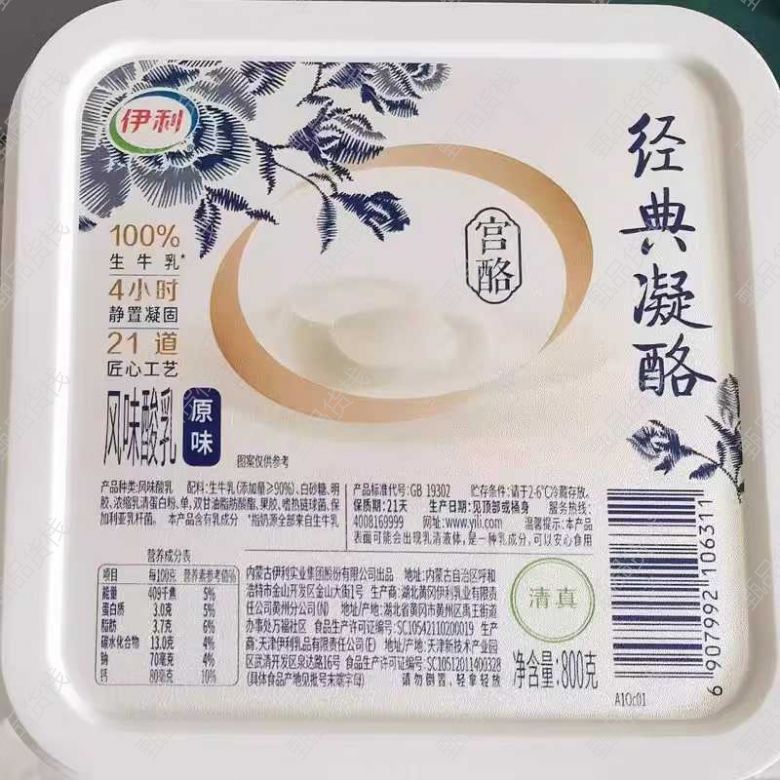 伊利
100%
生牛乳*
4小时
静置凝固
21道
匠心工艺
风味酸乳
原味
宫酪
经典凝酪
图案仅供参考
产品种类:风味酸乳 配料:生牛乳(添加量≥90%)、白砂糖、明
胶、浓缩乳清蛋白粉、单,双甘油脂肪酸酯、果胶、嗜热链球菌、保
加利亚乳杆菌。 本产品含有乳成分 *脂奶源全部来自生牛乳
产品标准代号:GB 19302 贮存条件:请于2-6℃冷藏存放。
保质期:21天 生产日期:见顶部或桶身 服务热线:
4008169999 网址:www.yili.com 温馨提示:本产品
表面可能会出现乳清液体,是一种乳成分,可以安心食用
营养成分表
项目 每100克 营养素参考值%
能量 409千焦 5%
蛋白质 3.0克 5%
脂肪 3.7克 6%
碳水化合物 13.0克 4%
钠 70毫克 4%
钙 80毫克 10%
内蒙古伊利实业集团股份有限公司出品 地址:内蒙古自治区呼和
浩特市金山开发区金山大街1号 生产商:湖北黄冈伊利乳业有限责
任公司黄州分公司(N) 地址/产地:湖北省黄冈市黄州区禹王街道
办事处万福社区 食品生产许可证编号:SC10542110200019 生产
商:天津伊利乳品有限责任公司(E) 地址/产地:天津新技术产业园
区武清开发区泉达路16号 食品生产许可证编号:SC10512011400328
(具体食品产地见批号末端字母) 请勿倒置,轻拿轻放
清真
净含量:800克
6 907992 106311
A10c01